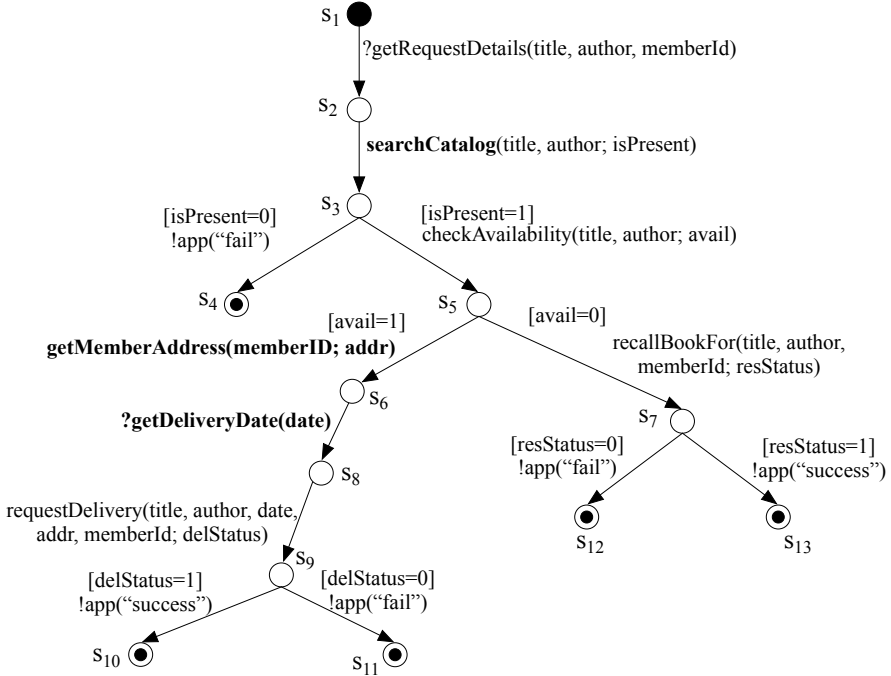 s1
?getRequestDetails(title, author, memberId)
s2
searchCatalog(title, author; isPresent)
s3
[isPresent=0]
!app(“fail”)
[isPresent=1]
checkAvailability(title, author; avail)
s4
s5
[avail=1]
getMemberAddress(memberID; addr)
[avail=0]
recallBookFor(title, author,
memberId; resStatus)
s6
s7
?getDeliveryDate(date)
[resStatus=0]
!app(“fail”)
[resStatus=1]
!app(“success”)
s8
requestDelivery(title, author, date,
addr, memberId; delStatus)
s12
s13
s9
[delStatus=1]
!app(“success”)
[delStatus=0]
!app(“fail”)
s10
s11